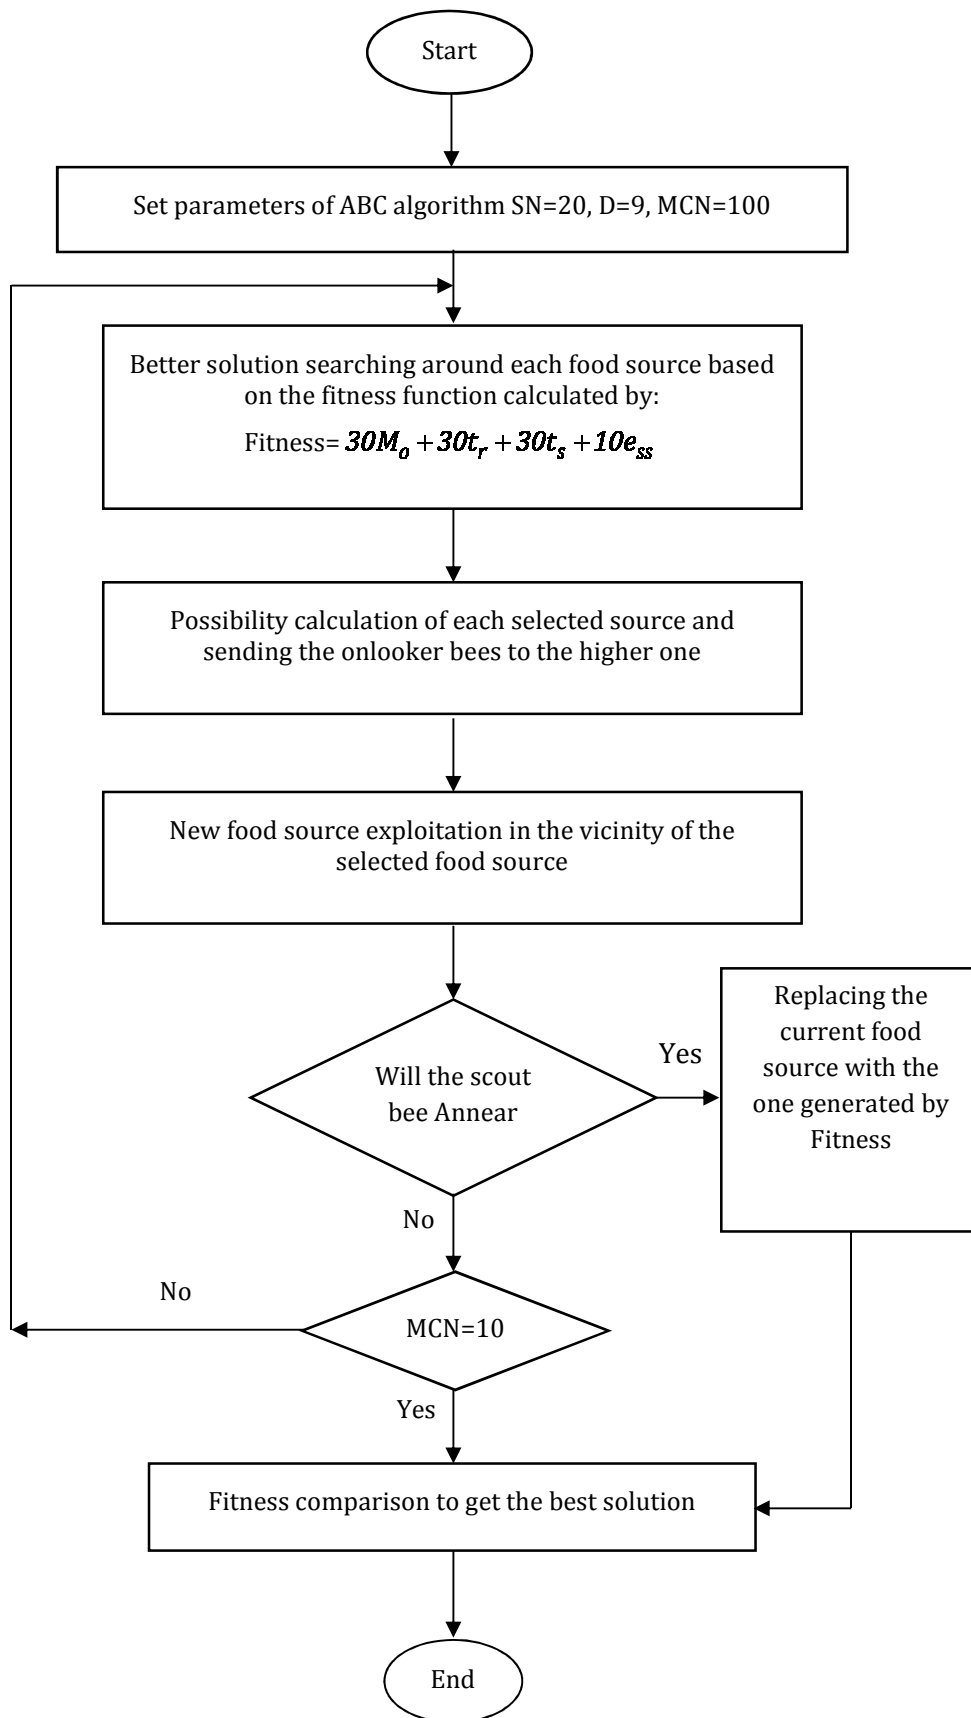 Start
Set parameters of ABC algorithm SN=20, D=9, MCN=100
Better solution searching around each food source based
on the fitness function calculated by:
Fitness= 30M_o + 30t_r + 30t_s + 10e_ss
Possibility calculation of each selected source and
sending the onlooker bees to the higher one
New food source exploitation in the vicinity of the
selected food source
Will the scout
bee Annear
Yes
Replacing the
current food
source with the
one generated by
Fitness
No
No
MCN=10
Yes
Fitness comparison to get the best solution
End